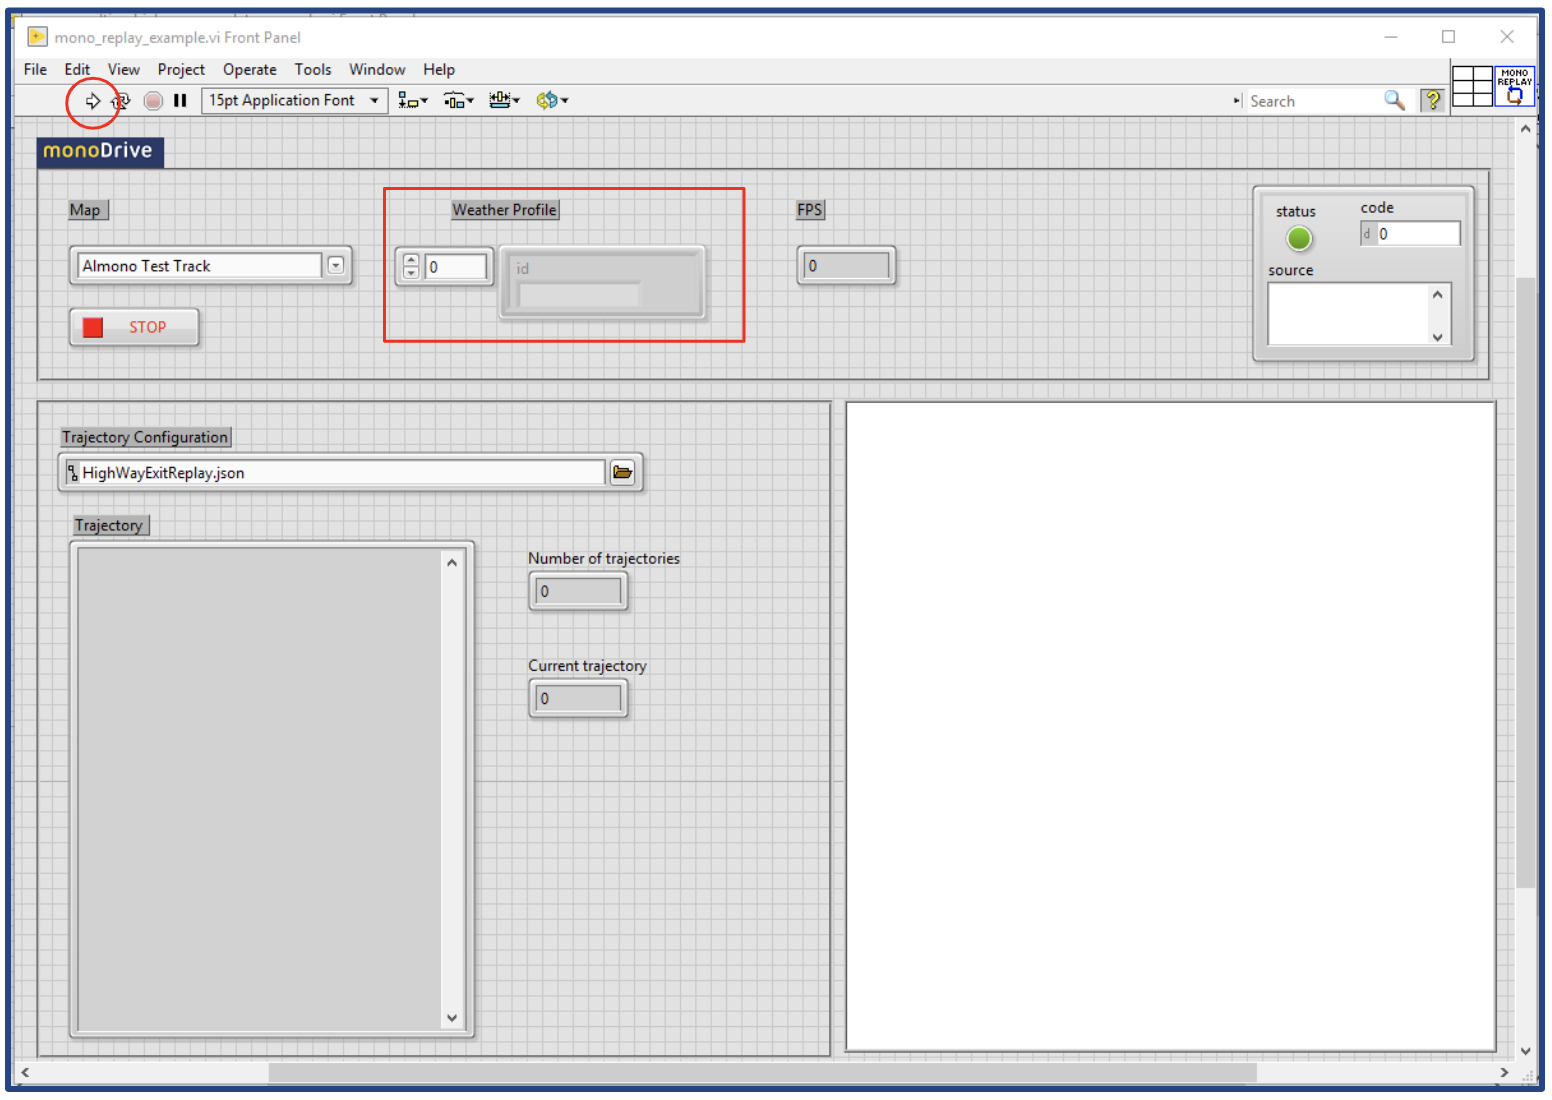 mono_replay_example.vi Front Panel
File Edit View Project Operate Tools Window Help
15pt Application Font
Search
?
MONO
REPLAY
monoDrive
Map
Weather Profile
FPS
status
code
Almono Test Track
0
id
0
d 0
source
STOP
Trajectory Configuration
HighWayExitReplay.json
Trajectory
Number of trajectories
0
Current trajectory
0